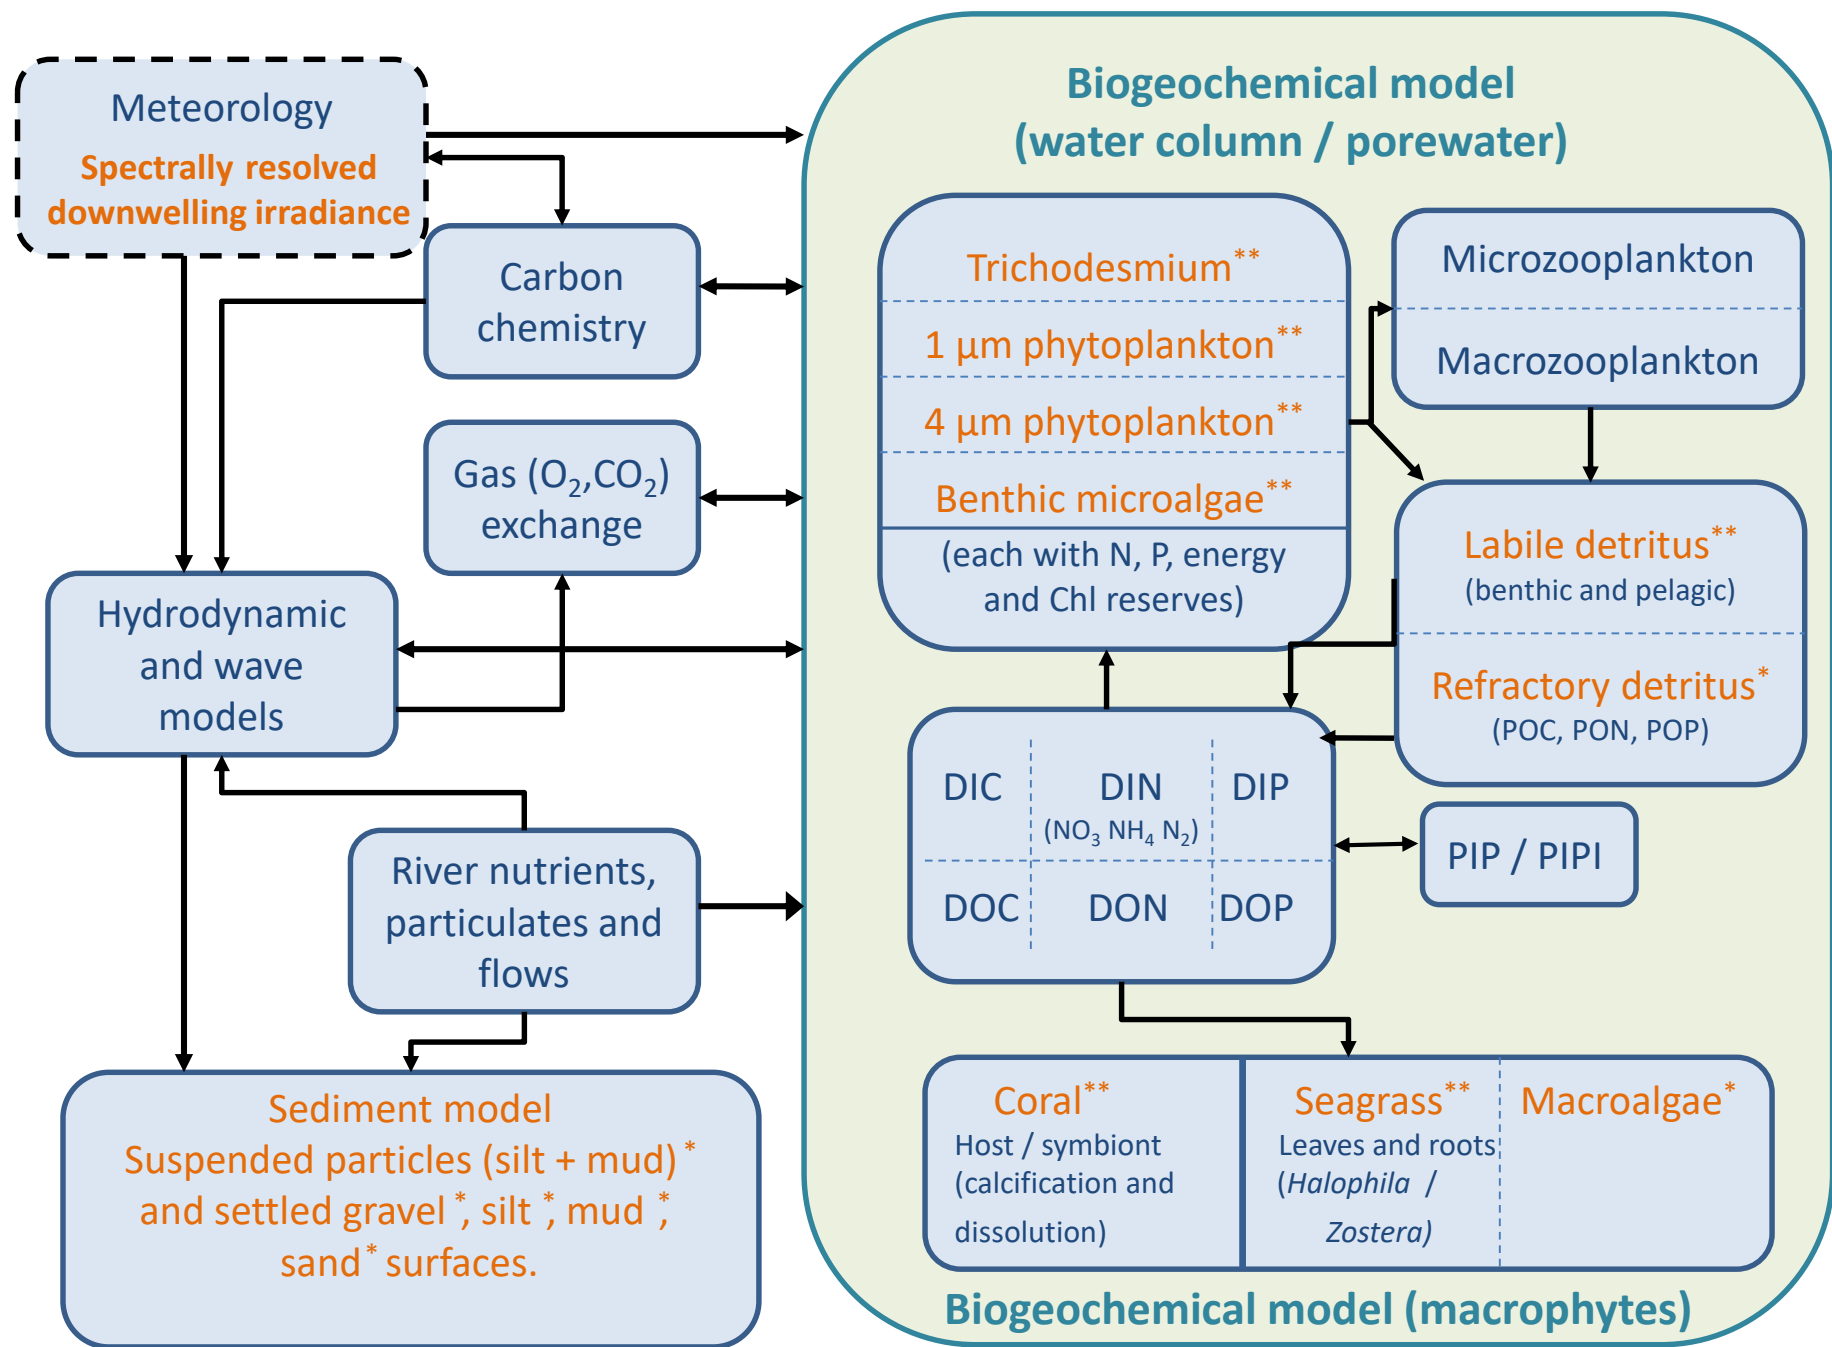 Meteorology
Spectrally resolved
downwelling irradiance
Carbon
chemistry
Gas (O₂,CO₂)
exchange
Hydrodynamic
and wave
models
River nutrients,
particulates and
flows
Sediment model
Suspended particles (silt + mud)*
and settled gravel*, silt*, mud*,
sand* surfaces.
Biogeochemical model
(water column / porewater)
Trichodesmium**
1 µm phytoplankton**
4 µm phytoplankton**
Benthic microalgae**
(each with N, P, energy
and Chl reserves)
Microzooplankton
Macrozooplankton
Labile detritus**
(benthic and pelagic)
Refractory detritus*
(POC, PON, POP)
DIC DIN DIP
(NO₃ NH₄ N₂)
DOC DON DOP
PIP / PIPI
Coral**
Host / symbiont
(calcification and
dissolution)
Seagrass**
Leaves and roots
(Halophila /
Zostera)
Macroalgae*
Biogeochemical model (macrophytes)